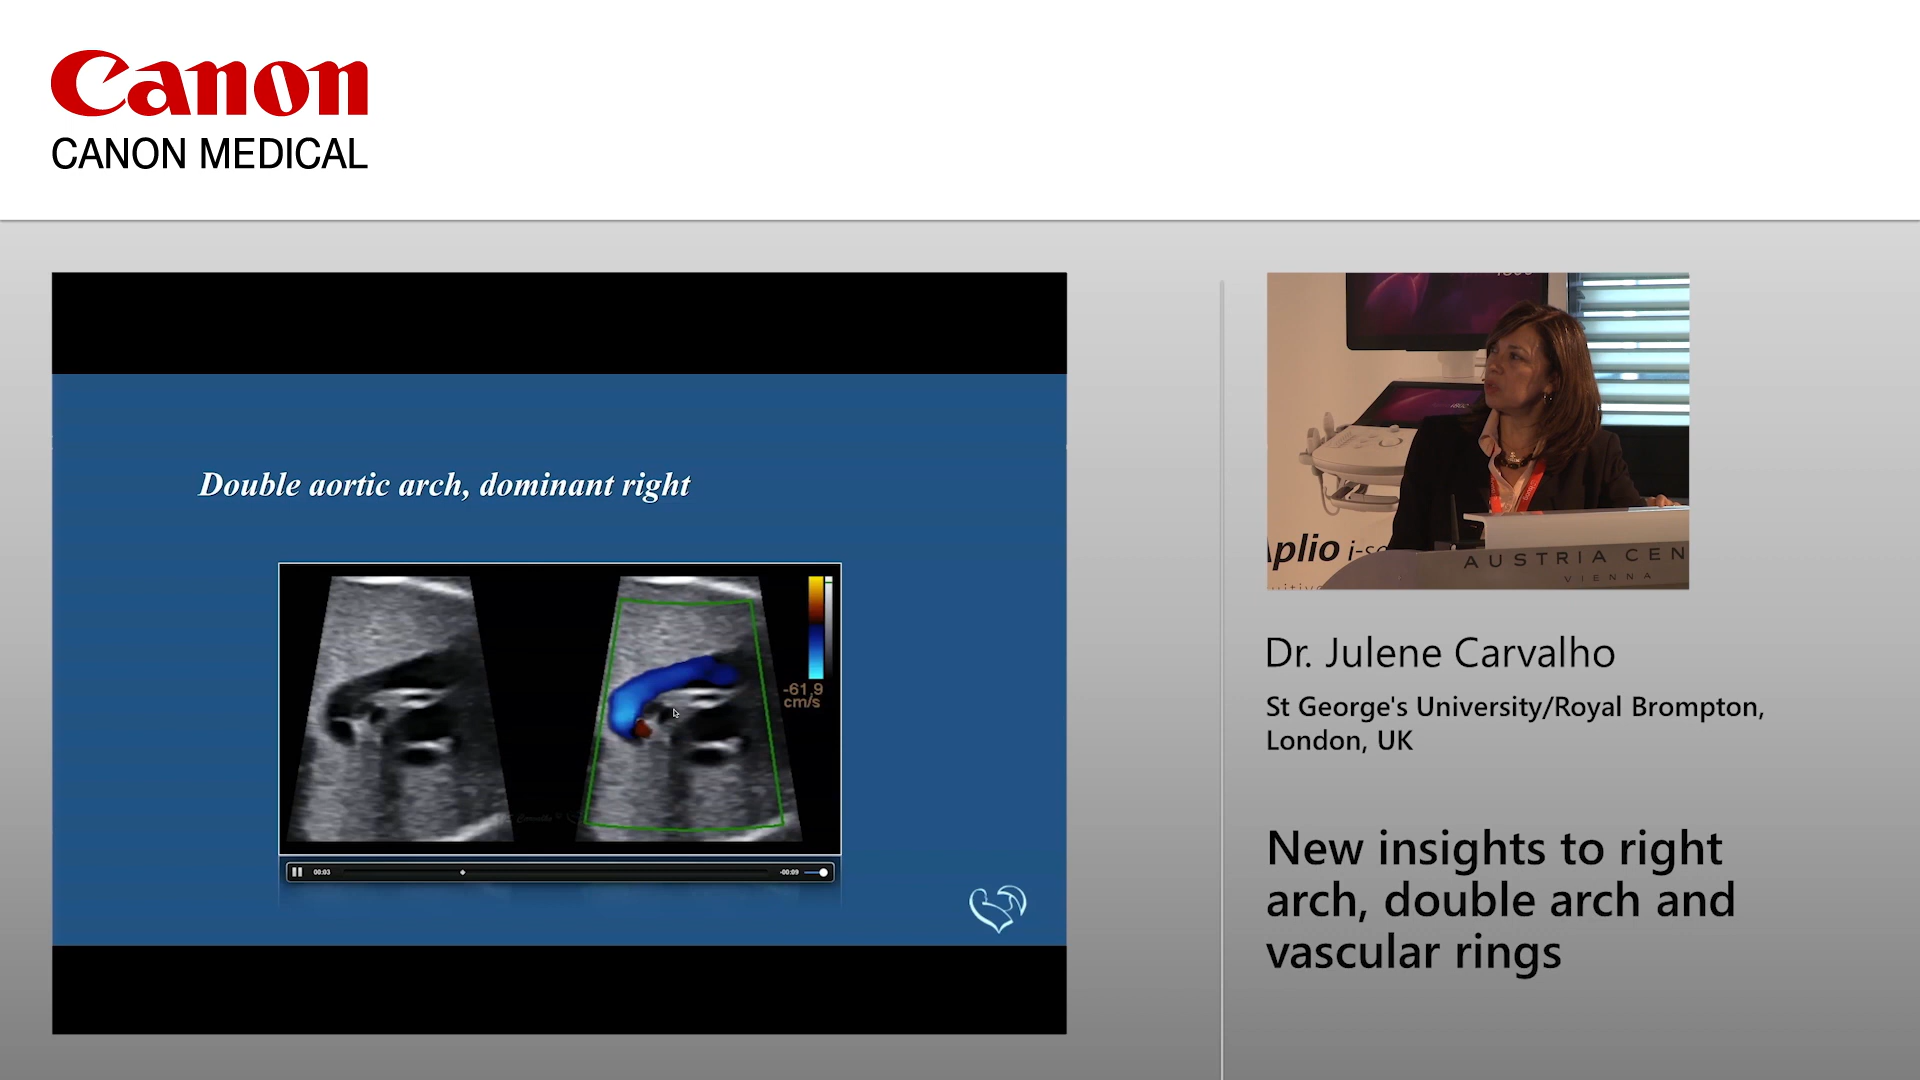 Canon
CANON MEDICAL
Double aortic arch, dominant right
-61,9
cm/s
00:03
-00:09
plio i-se
AUSTRIA CEN
VIENNA
Dr. Julene Carvalho
St George's University/Royal Brompton,
London, UK
New insights to right
arch, double arch and
vascular rings